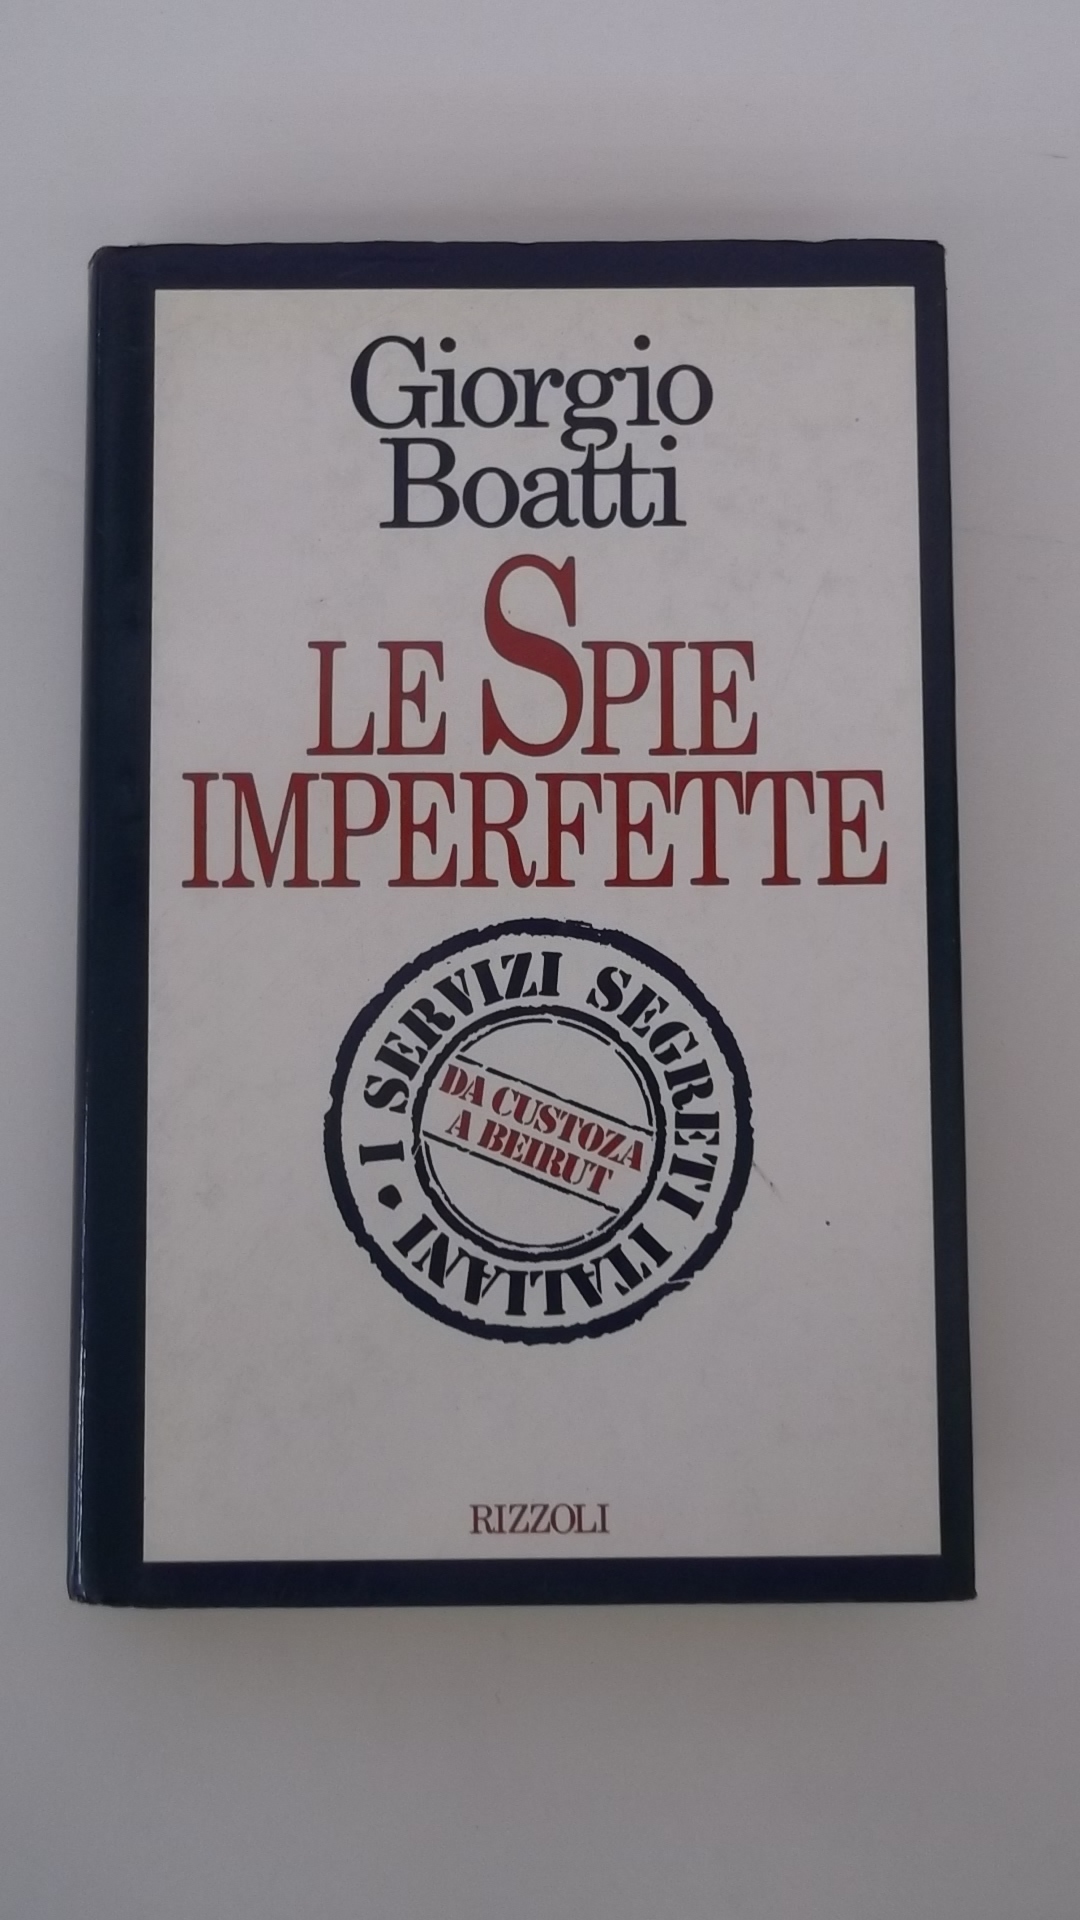 Giorgio
Boatti
LE SPIE
IMPERFETTE
I SERVIZI SEGRETI ITALIANI •
DA CUSTOZA
A BEIRUT
RIZZOLI